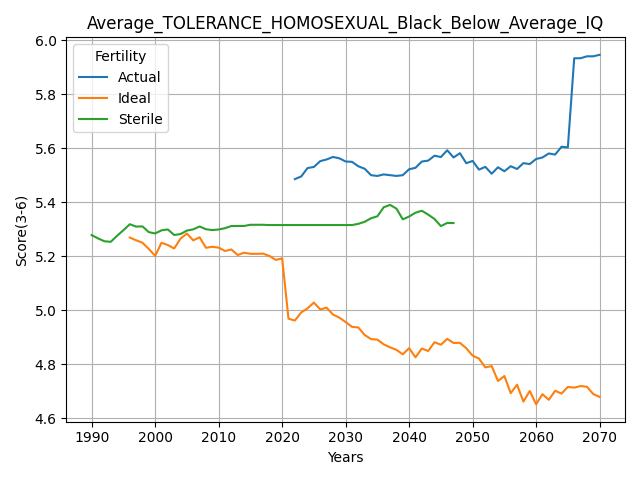 Average_TOLERANCE_HOMOSEXUAL_Black_Below_Average_IQ
Fertility
Actual
Ideal
Sterile
Score(3-6)
6.0
5.8
5.6
5.4
5.2
5.0
4.8
4.6
1990 2000 2010 2020 2030 2040 2050 2060 2070
Years